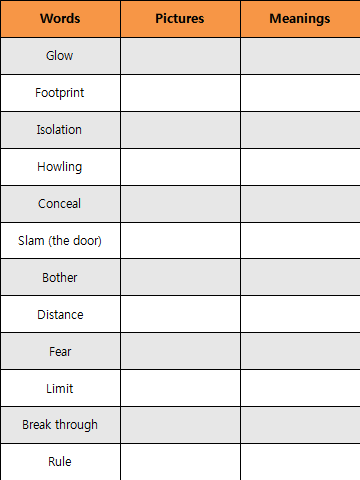 Words Pictures Meanings
Glow
Footprint
Isolation
Howling
Conceal
Slam (the door)
Bother
Distance
Fear
Limit
Break through
Rule